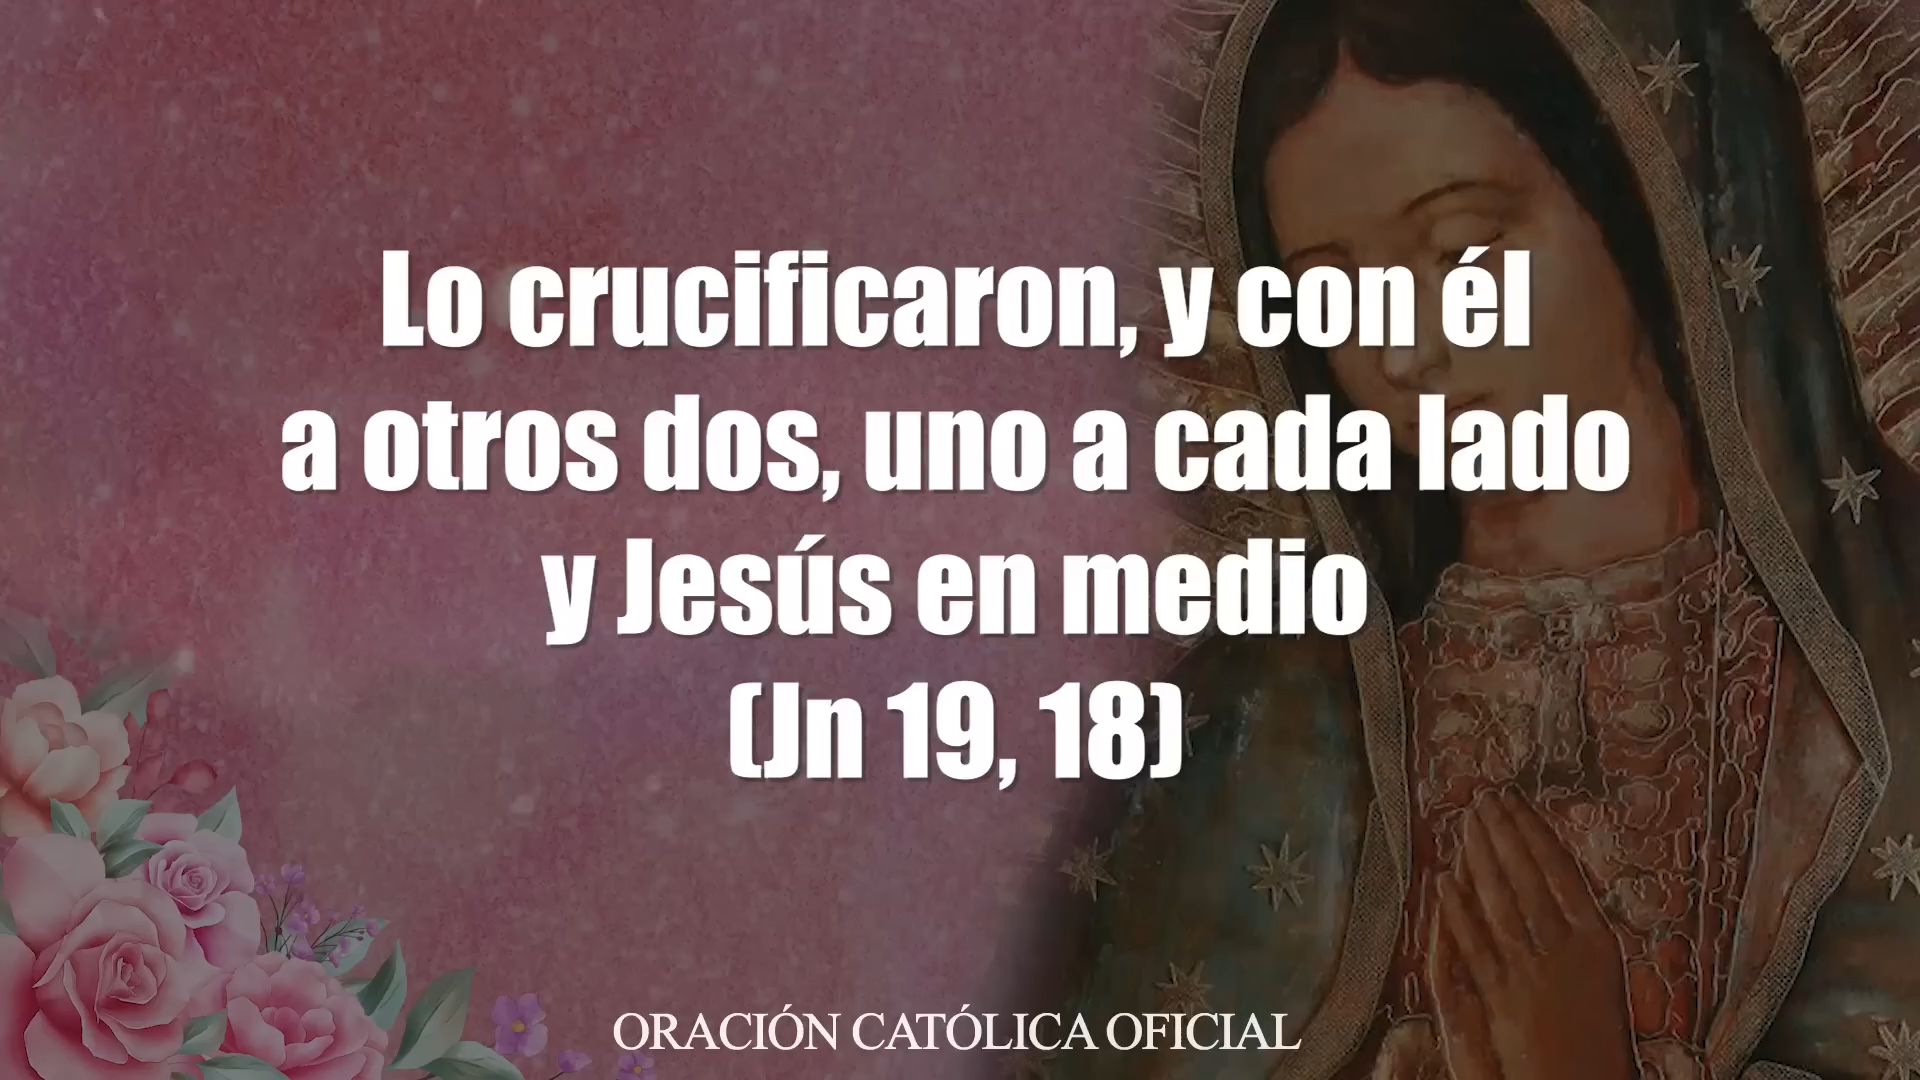 Lo crucificaron, y con él
a otros dos, uno a cada lado
y Jesús en medio
(Jn 19, 18)
ORACIÓN CATÓLICA OFICIAL